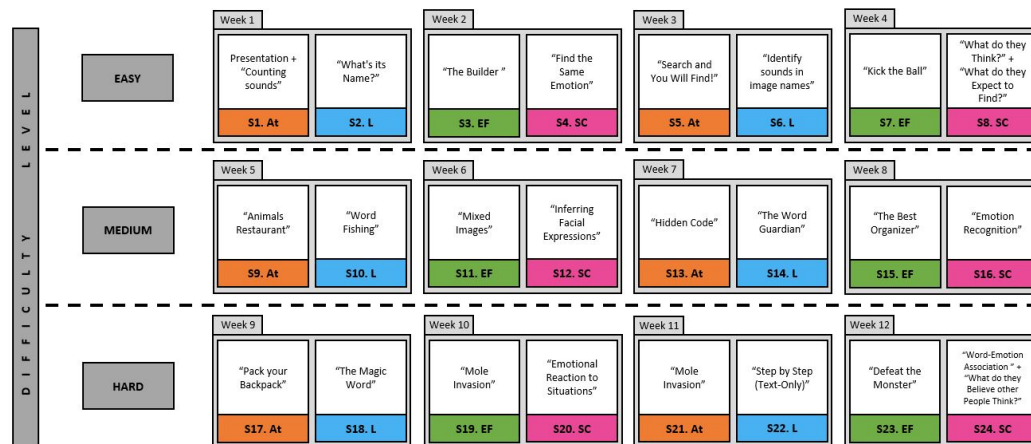 DIFFICULTY LEVEL
EASY
Week 1
Presentation +
“Counting
sounds”
S1. At
“What's its
Name?”
S2. L
Week 2
“The Builder ”
S3. EF
“Find the
Same
Emotion”
S4. SC
Week 3
“Search and
You Will Find!”
S5. At
“Identify
sounds in
image names”
S6. L
Week 4
“Kick the Ball”
S7. EF
“What do they
Think?” +
“What do they
Expect to
Find?”
S8. SC
MEDIUM
Week 5
“Animals
Restaurant”
S9. At
“Word
Fishing”
S10. L
Week 6
“Mixed
Images”
S11. EF
“Inferring
Facial
Expressions”
S12. SC
Week 7
“Hidden Code”
S13. At
“The Word
Guardian”
S14. L
Week 8
“The Best
Organizer”
S15. EF
“Emotion
Recognition”
S16. SC
HARD
Week 9
“Pack your
Backpack”
S17. At
“The Magic
Word”
S18. L
Week 10
“Mole
Invasion”
S19. EF
“Emotional
Reaction to
Situations”
S20. SC
Week 11
“Mole
Invasion”
S21. At
“Step by Step
(Text-Only)”
S22. L
Week 12
“Defeat the
Monster”
S23. EF
“Word-Emotion
Association ” +
“What do they
Believe other
People Think?”
S24. SC